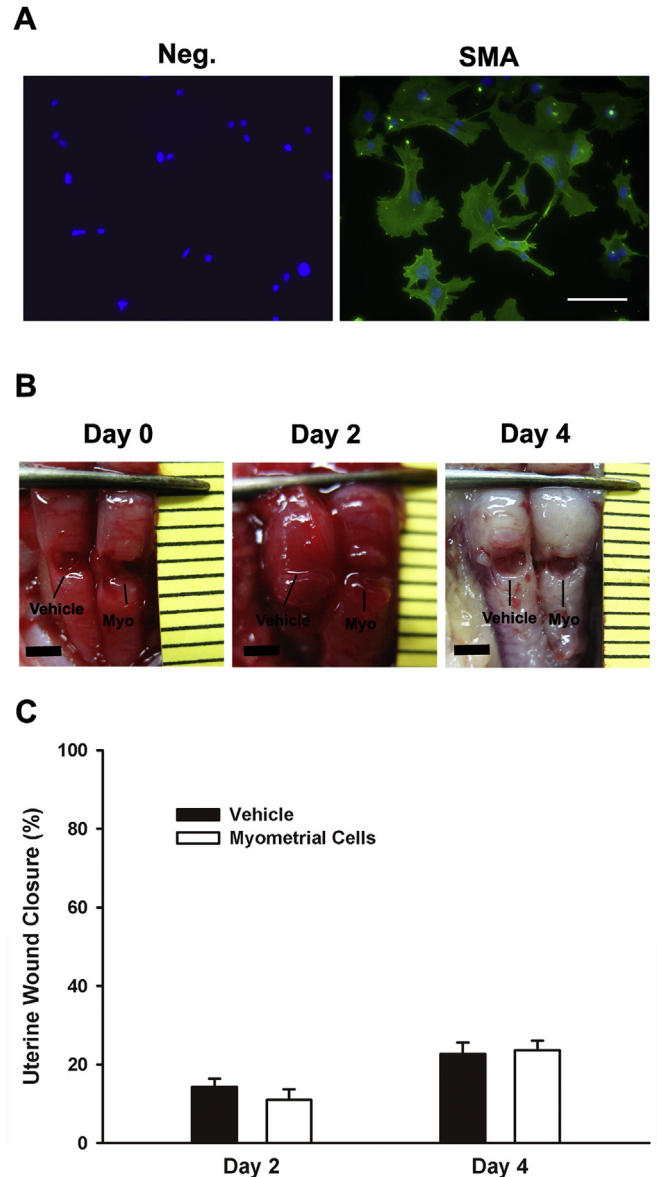 A
Neg. SMA
B
Day 0 Day 2 Day 4
Vehicle Myo Vehicle Myo Vehicle Myo
C
100
80
60
40
20
0
Uterine Wound Closure (%)
Vehicle
Myometrial Cells
Day 2 Day 4